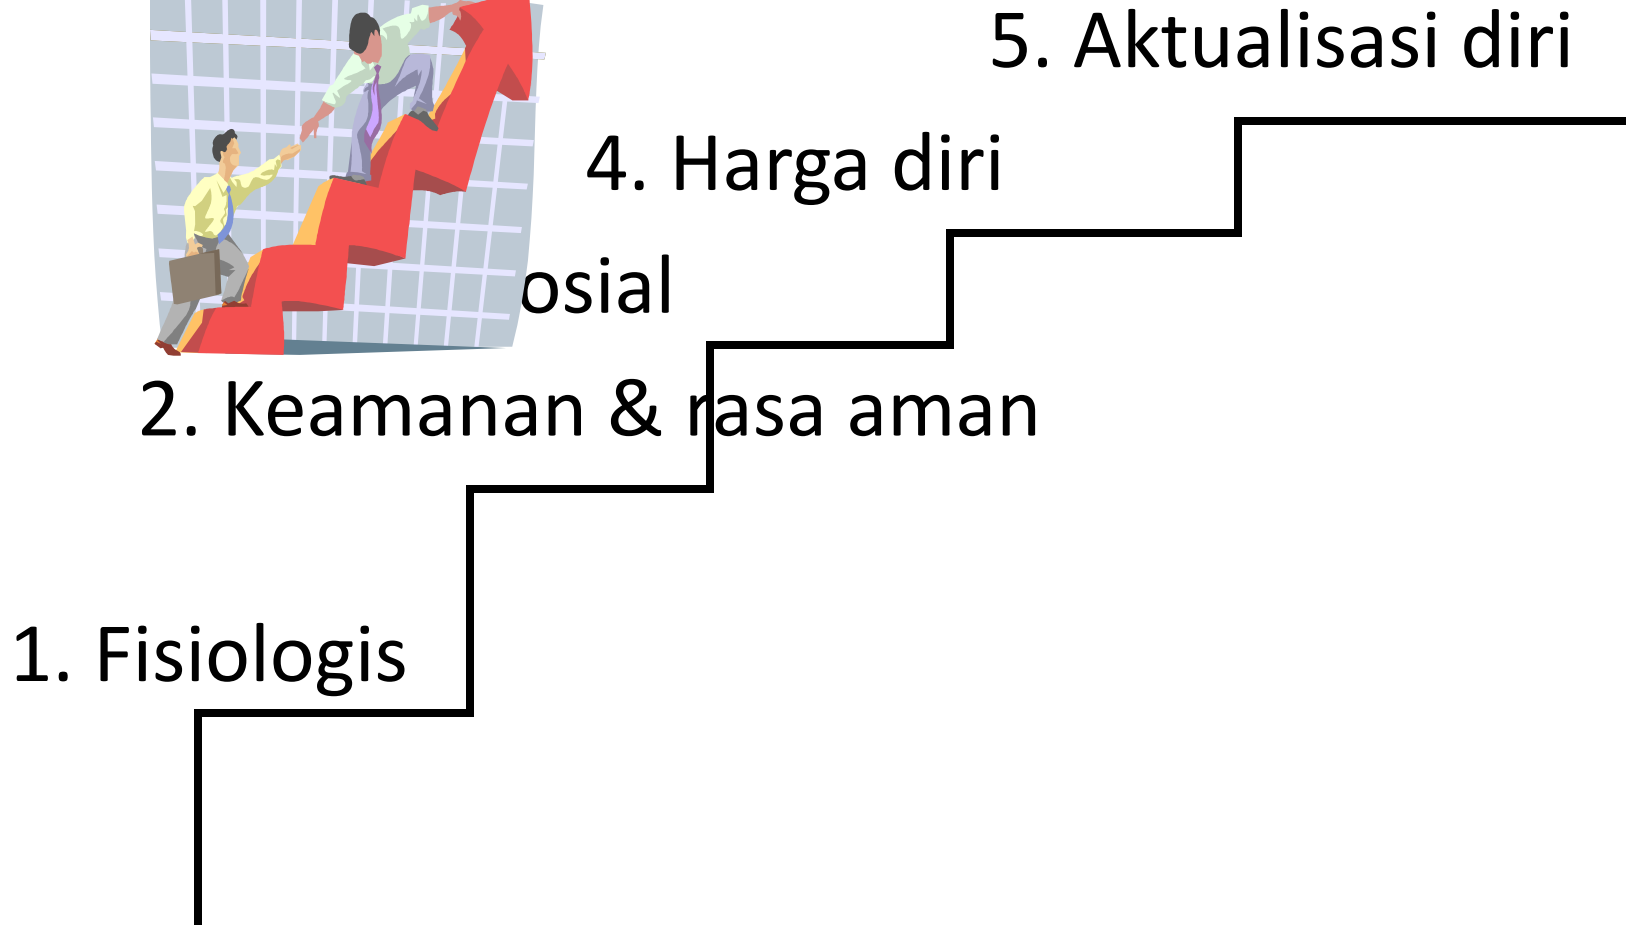 5. Aktualisasi diri
4. Harga diri
osial
2. Keamanan & rasa aman
1. Fisiologis